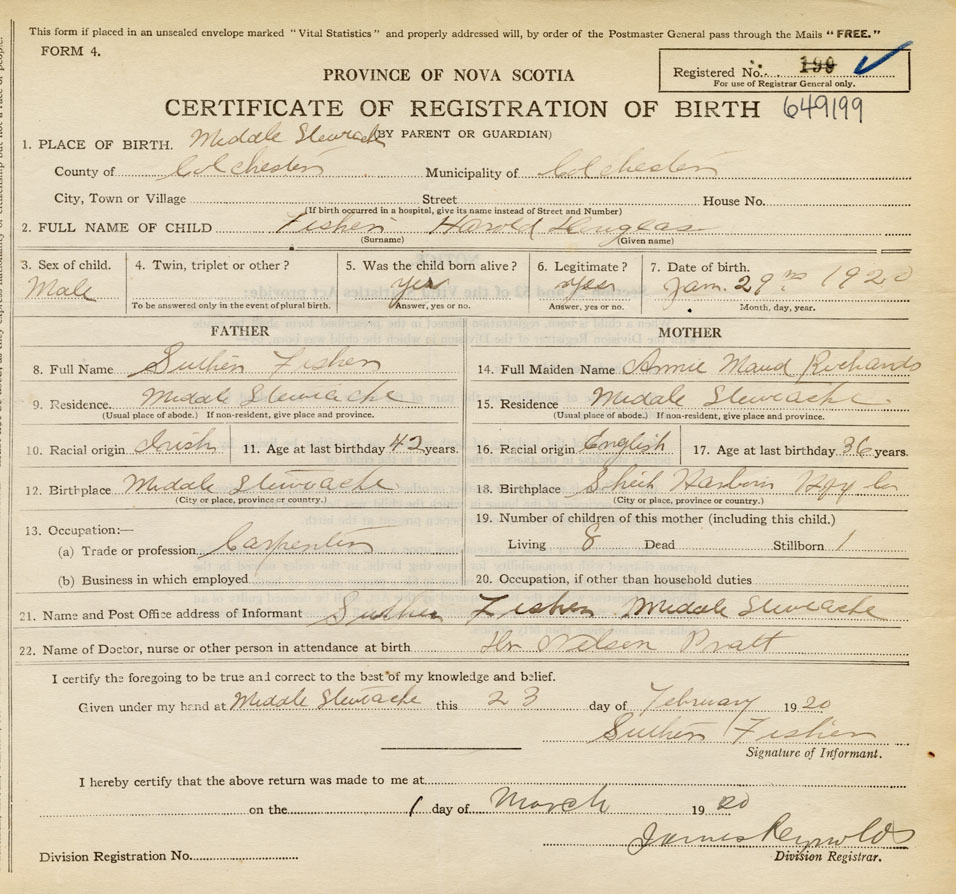 This form if placed in an unsealed envelope marked "Vital Statistics" and properly addressed will, by order of the Postmaster General pass through the Mails "FREE."
FORM 4.
Registered No. 199
For use of Registrar General only.
PROVINCE OF NOVA SCOTIA
CERTIFICATE OF REGISTRATION OF BIRTH 649199
(BY PARENT OR GUARDIAN)
1. PLACE OF BIRTH. Middle Stewiacke
County of Colchester Municipality of Colchester
City, Town or Village Street House No.
(If birth occurred in a hospital, give its name instead of Street and Number)
2. FULL NAME OF CHILD Fisher Harold Douglas
(Surname) (Given name)
3. Sex of child. 4. Twin, triplet or other? 5. Was the child born alive? 6. Legitimate? 7. Date of birth.
Male yes yes Jan. 29 1920
To be answered only in the event of plural birth. Answer, yes or no. Answer, yes or no. Month, day, year.
FATHER MOTHER
8. Full Name Suther Fisher 14. Full Maiden Name Annie Maud Richards
9. Residence. Middle Stewiacke 15. Residence Middle Stewiacke
(Usual place of abode.) If non-resident, give place and province. (Usual place of abode.) If non-resident, give place and province.
10. Racial origin Irish 11. Age at last birthday 42 years. 16. Racial origin English 17. Age at last birthday 36 years.
12. Birthplace Middle Stewiacke 18. Birthplace Harbour Co
(City or place, province or country.) (City or place, province or country.)
13. Occupation:— 19. Number of children of this mother (including this child.)
(a) Trade or profession Carpenter Living 8 Dead Stillborn 1
(b) Business in which employed 20. Occupation, if other than household duties
21. Name and Post Office address of Informant Suther Fisher Middle Stewiacke
22. Name of Doctor, nurse or other person in attendance at birth Wilson Pratt
I certify the foregoing to be true and correct to the best of my knowledge and belief.
Given under my hand at Middle Stewiacke this 23 day of February 1920
Suther Fisher
Signature of Informant.
I hereby certify that the above return was made to me at
on the 1 day of March 1920
James Reynolds
Division Registration No. Division Registrar.